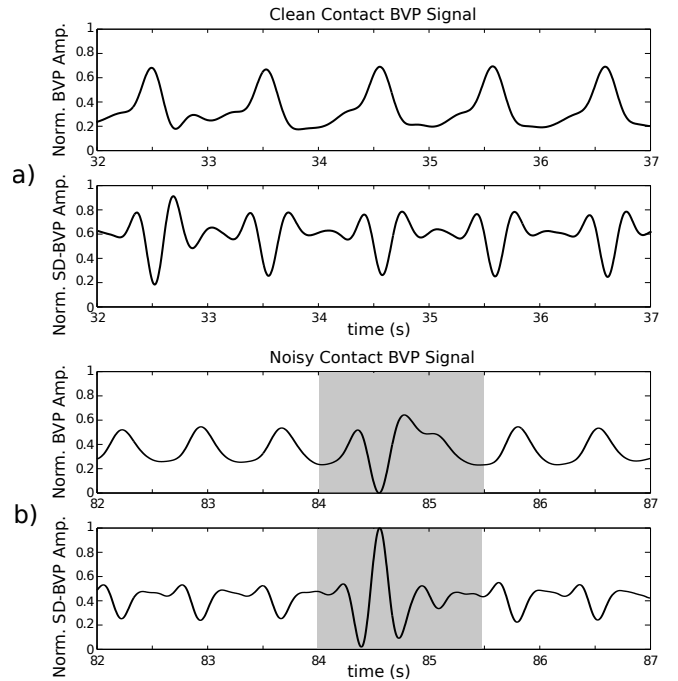 Clean Contact BVP Signal
Norm. BVP Amp.
1
0.8
0.6
0.4
0.2
0
32 33 34 35 36 37
a)
Norm. SD-BVP Amp.
1
0.8
0.6
0.4
0.2
0
32 33 34 35 36 37
time (s)
Noisy Contact BVP Signal
Norm. BVP Amp.
1
0.8
0.6
0.4
0.2
0
82 83 84 85 86 87
b)
Norm. SD-BVP Amp.
1
0.8
0.6
0.4
0.2
0
82 83 84 85 86 87
time (s)